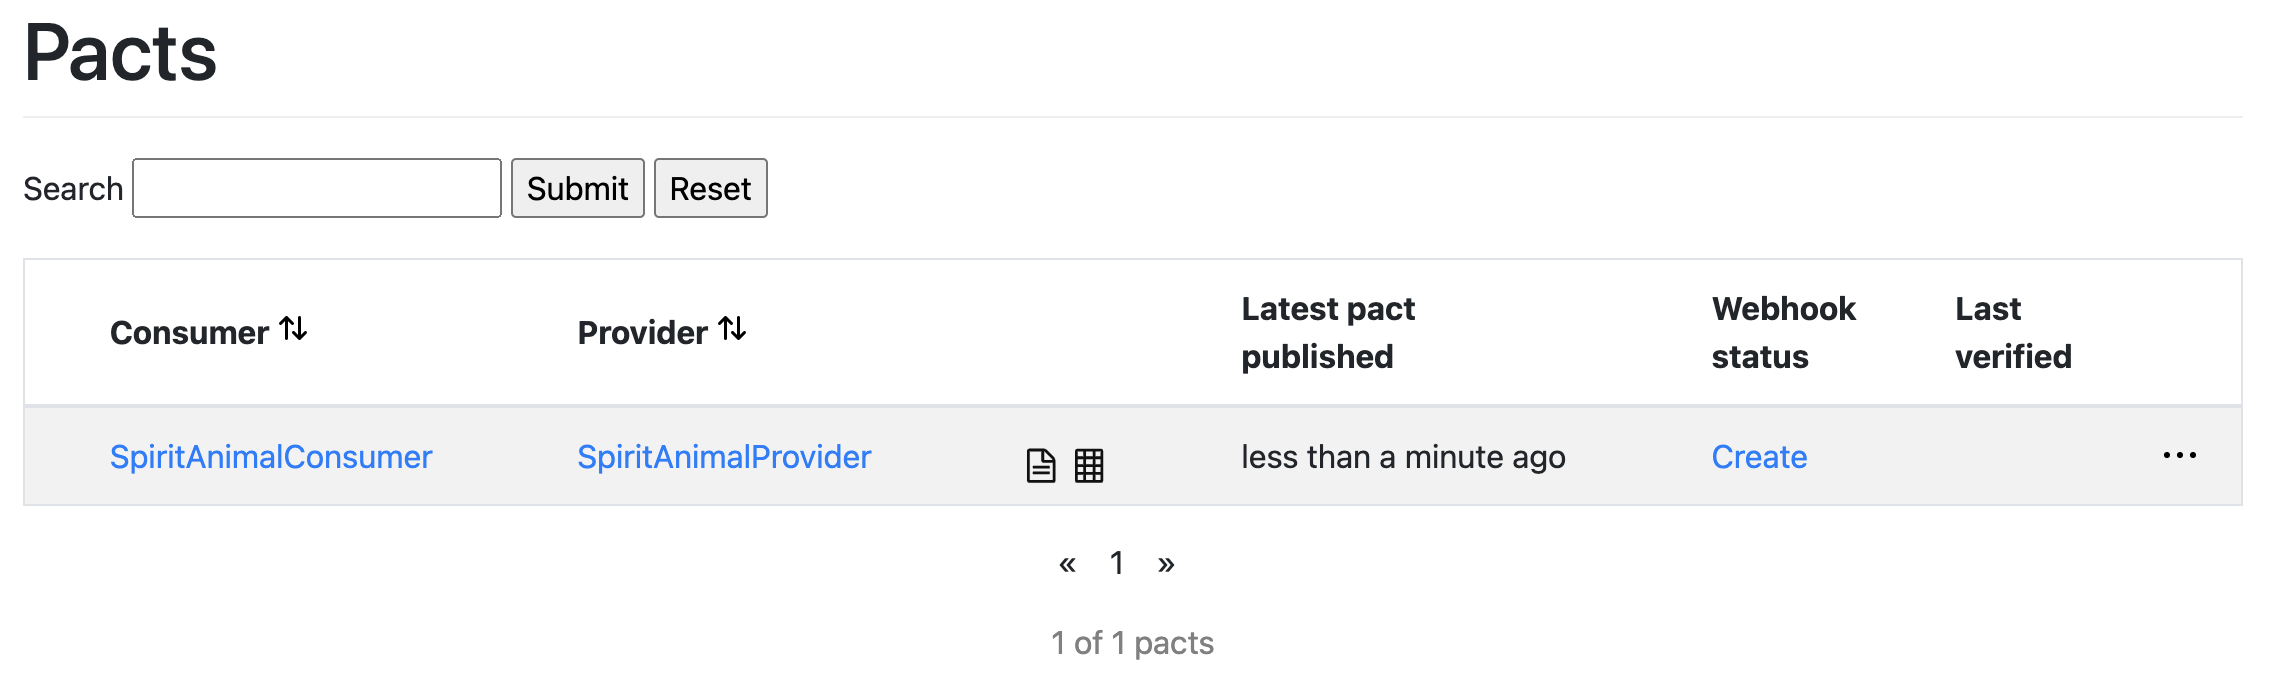 Pacts
Search Submit Reset
Consumer Provider Latest pact published Webhook status Last verified
SpiritAnimalConsumer SpiritAnimalProvider less than a minute ago Create ...
« 1 »
1 of 1 pacts